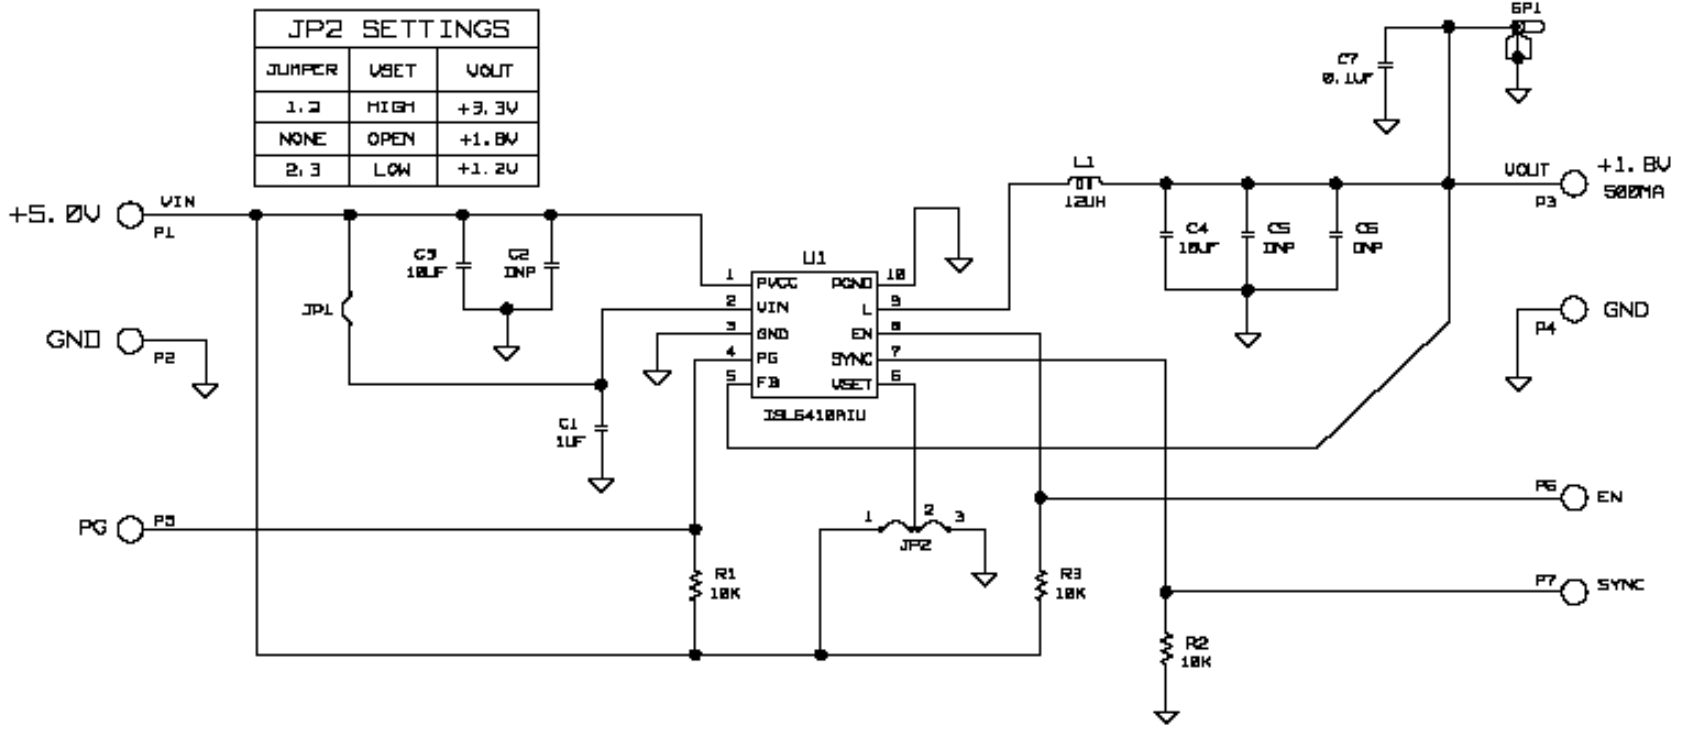 JP2 SETTINGS
JUMPER VSET VOUT
1,2 HIGH +3.3V
NONE OPEN +1.8V
2,3 LOW +1.2V
SP1
C7
0.1UF
+5.0V
VIN
P1
L1
12UH
VOUT
P3
+1.8V
500MA
C3
10UF
C2
DNP
C4
10UF
C5
DNP
C6
DNP
JP1
GND
P2
U1
1 PVCC PGND 10
2 VIN L 9
3 GND EN 8
4 PG SYNC 7
5 FB VSET 6
ISL6410AIU
P4
GND
C1
1UF
PG
P5
1 2 3
JP2
P6
EN
R1
10K
R3
10K
P7
SYNC
R2
10K